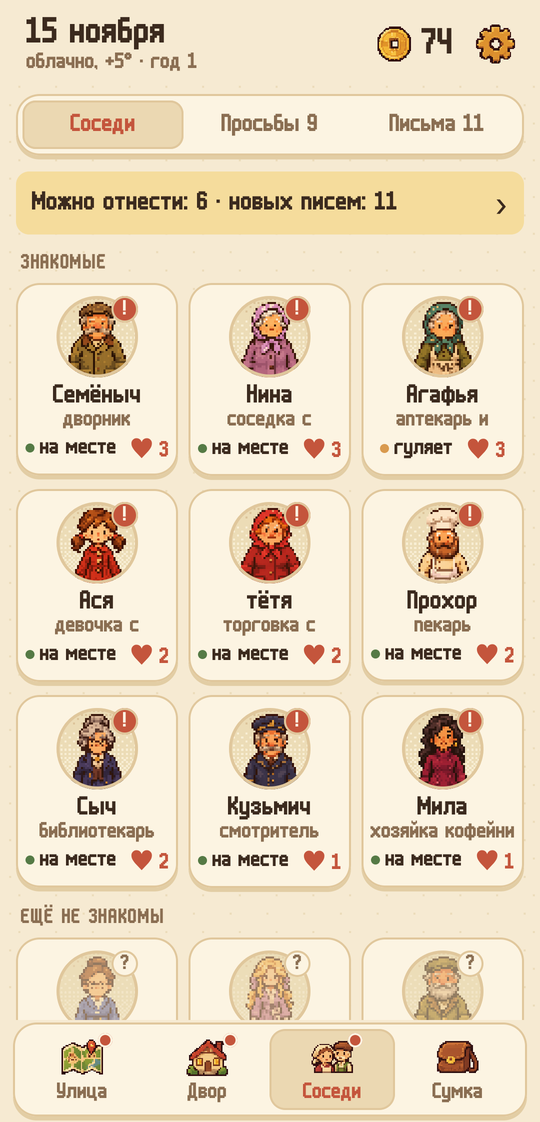 15 ноября
74
облачно, +5° · год 1
Соседи
Просьбы 9
Письма 11
Можно отнести: 6 · новых писем: 11
ЗНАКОМЫЕ
! ! !
Семёныч Нина Агафья
дворник соседка с аптекарь и
на месте 3 на месте 3 гуляет 3
! ! !
Ася тётя Прохор
девочка с торговка с пекарь
на месте 2 на месте 2 на месте 2
! ! !
Сыч Кузьмич Мила
библиотекарь смотритель хозяйка кофейни
на месте 2 на месте 1 на месте 1
ЕЩЁ НЕ ЗНАКОМЫ
? ? ?
Улица Двор Соседи Сумка